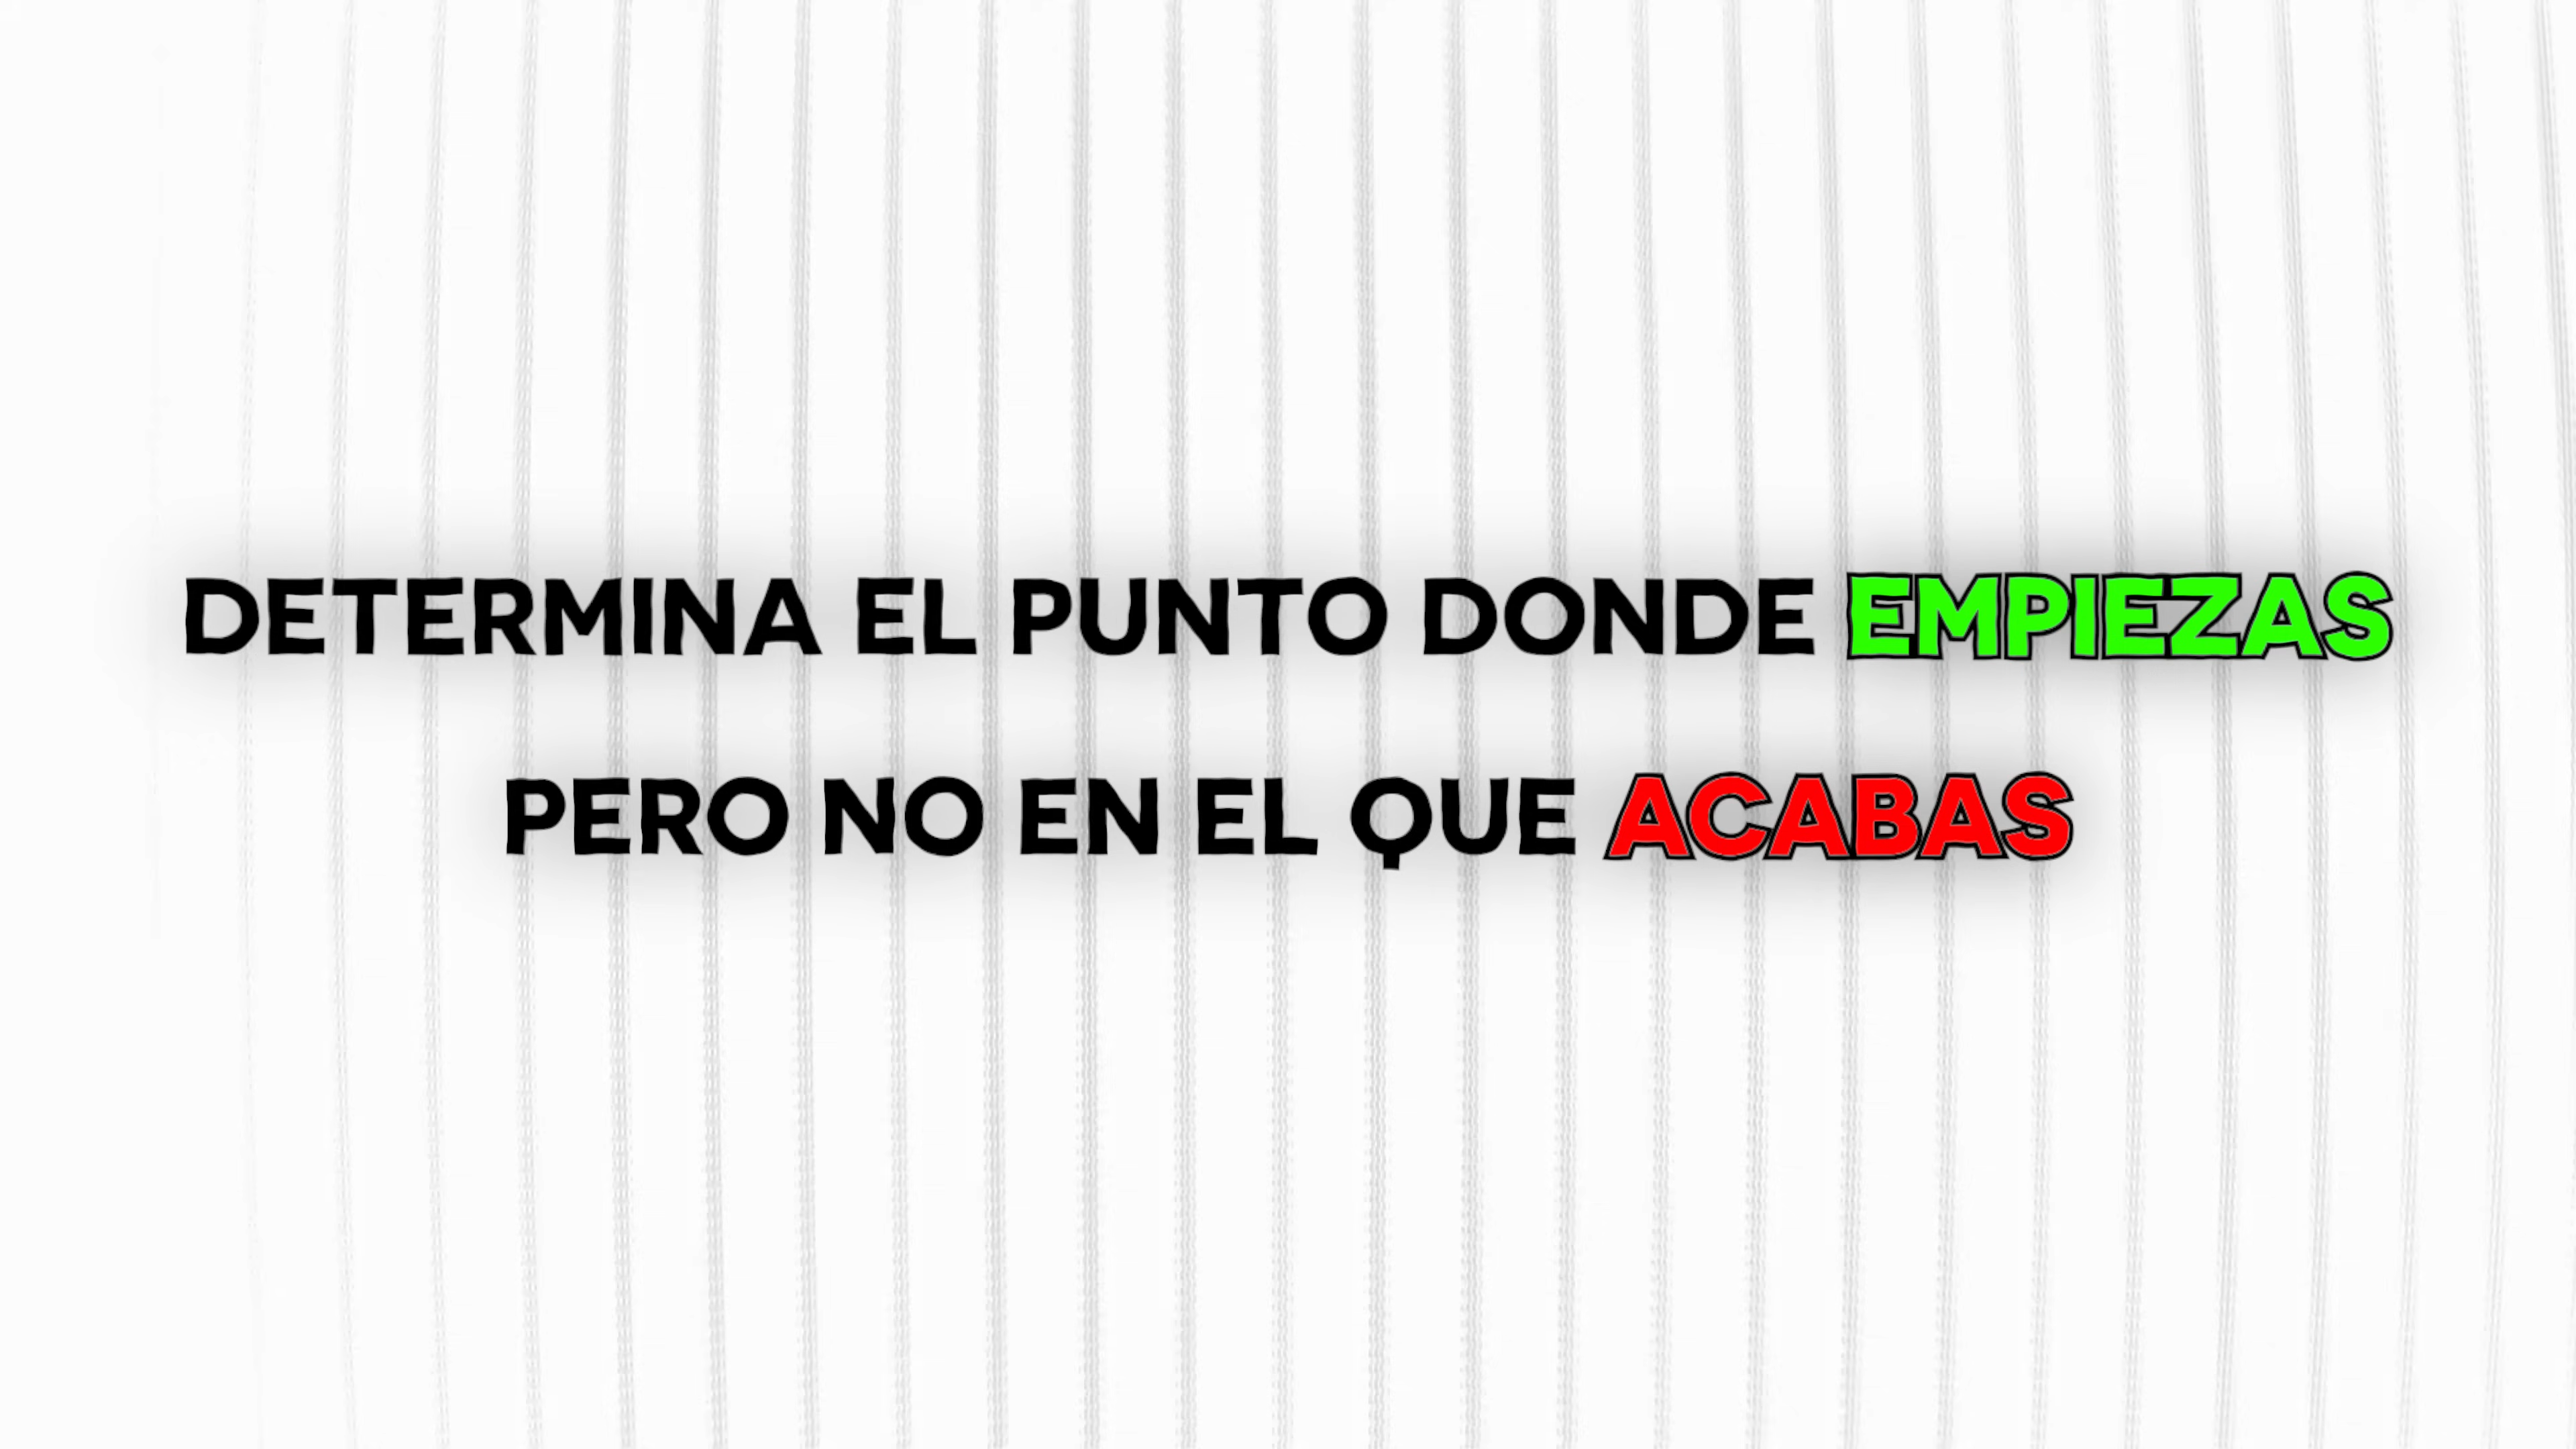 DETERMINA EL PUNTO DONDE EMPIEZAS
PERO NO EN EL QUE ACABAS